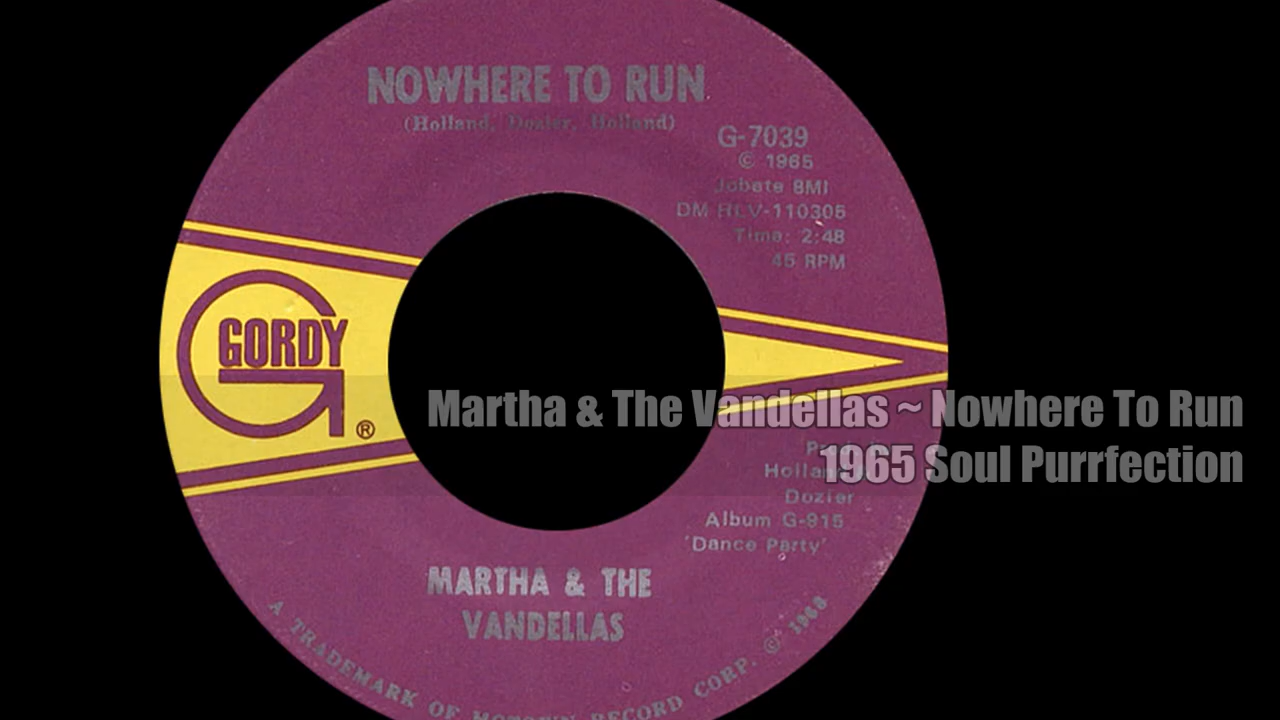 NOWHERE TO RUN
(Holland, Dozier, Holland)
G-7039
© 1965
Jobete BMI
DM RLV-110305
Time: 2:48
45 RPM
GORDY
®
Martha & The Vandellas ~ Nowhere To Run
1965 Soul Purrfection
Holland
Dozier
Album G-915
'Dance Party'
MARTHA & THE
VANDELLAS
A TRADEMARK OF MOTOWN RECORD CORP. © 1966